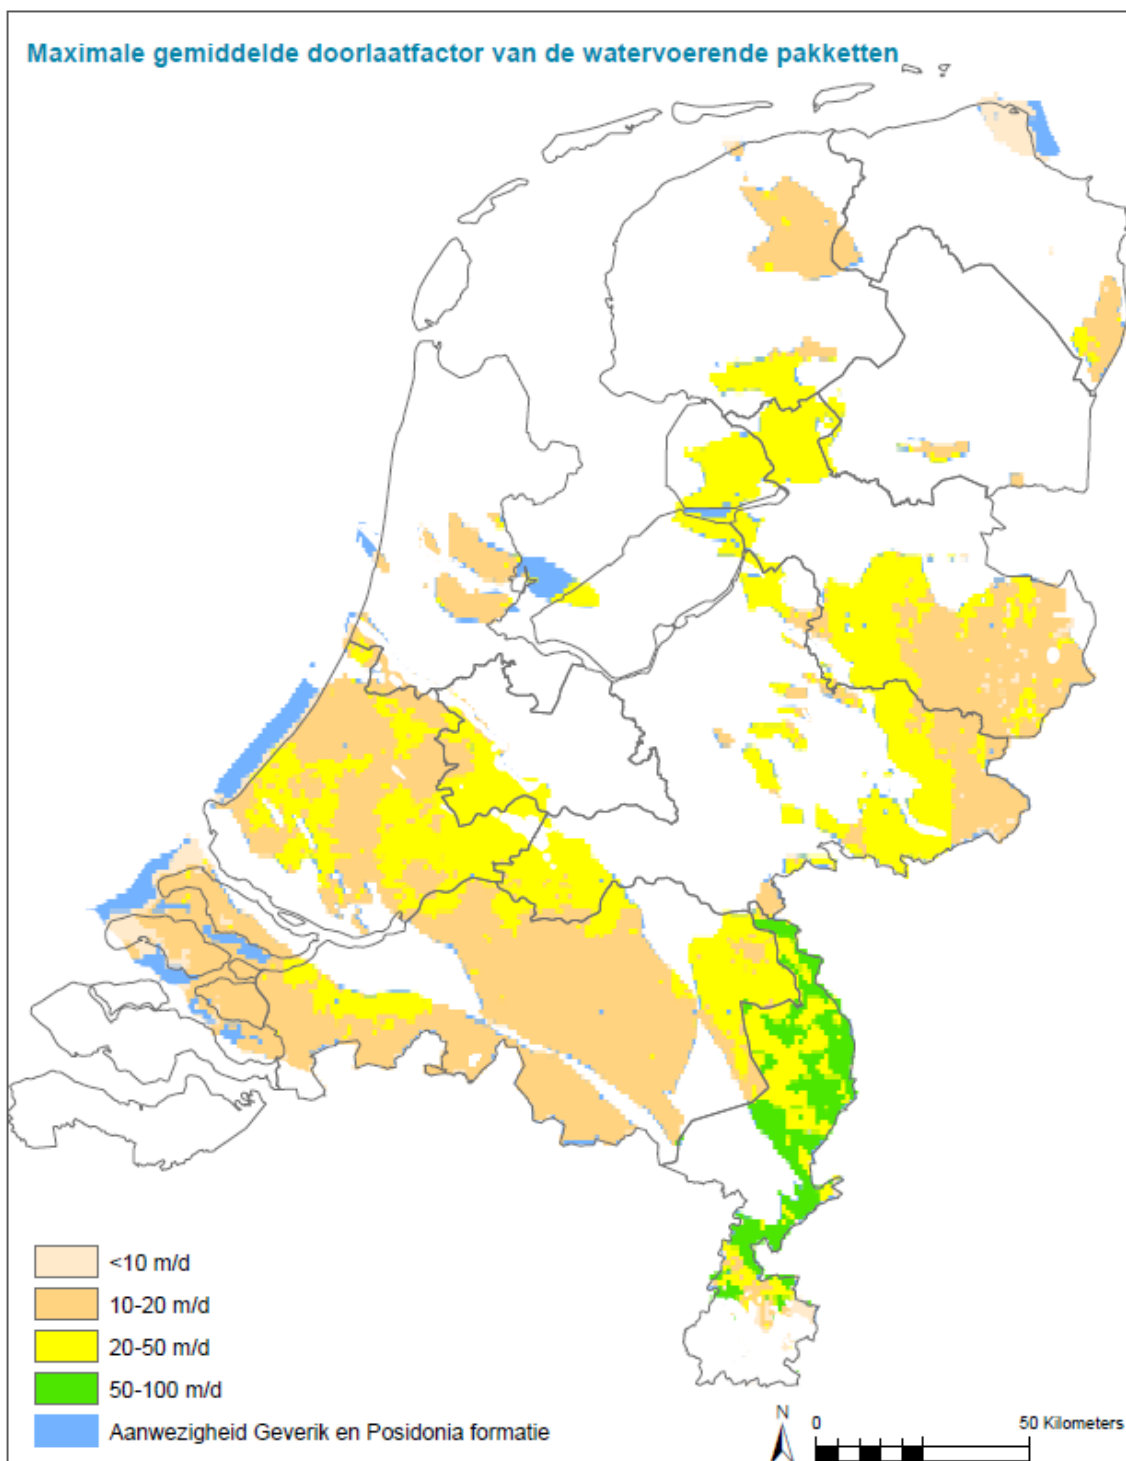 Maximale gemiddelde doorlaatfactor van de watervoerende pakketten
<10 m/d
10-20 m/d
20-50 m/d
50-100 m/d
Aanwezigheid Geverik en Posidonia formatie
N
0 50 Kilometers